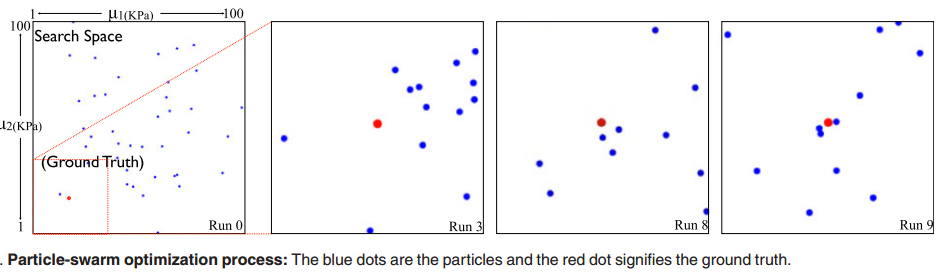 1 μ1(KPa) 100
100
Search Space
μ2(KPa)
(Ground Truth)
1
Run 0
Run 3
Run 8
Run 9
. Particle-swarm optimization process: The blue dots are the particles and the red dot signifies the ground truth.